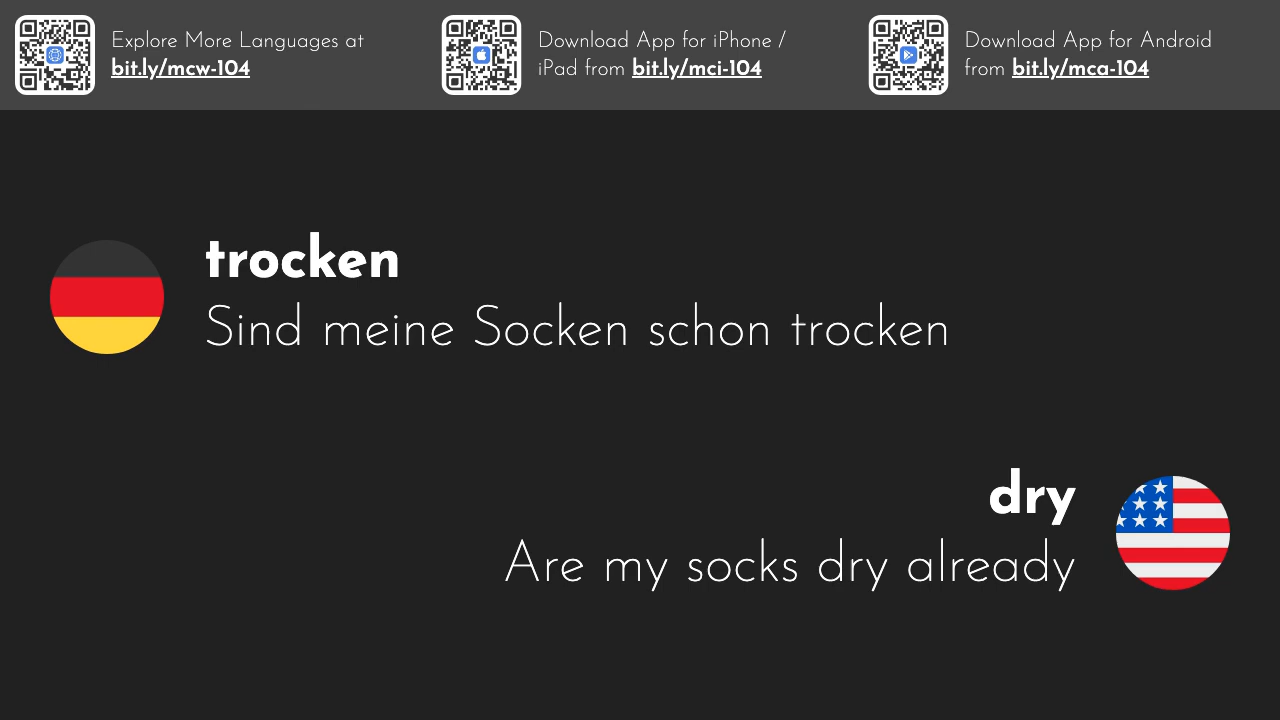 Explore More Languages at
bit.ly/mcw-104
Download App for iPhone /
iPad from bit.ly/mci-104
Download App for Android
from bit.ly/mca-104
trocken
Sind meine Socken schon trocken
dry
Are my socks dry already